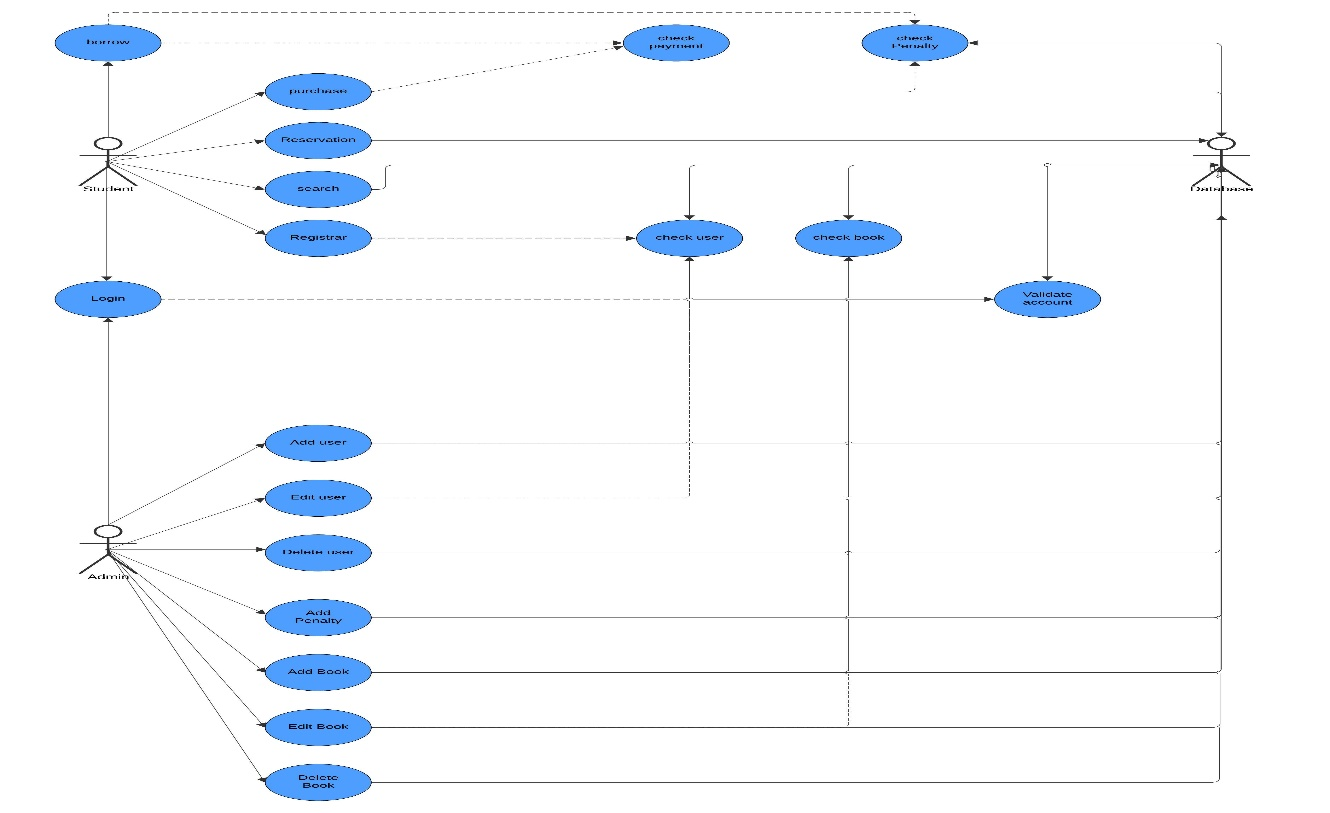 borrow
check
payment
check
Penalty
purchase
Reservation
Student
search
Database
Registrar
check user
check book
Login
Validate
account
Add user
Edit user
Delete user
Admin
Add
Penalty
Add Book
Edit Book
Delete
Book